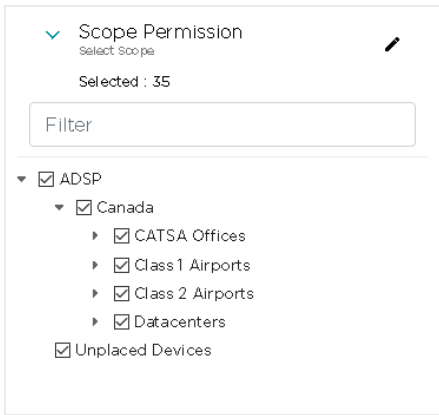 Scope Permission
Select Scope
Selected : 35
Filter
ADSP
Canada
CATSA Offices
Class 1 Airports
Class 2 Airports
Datacenters
Unplaced Devices